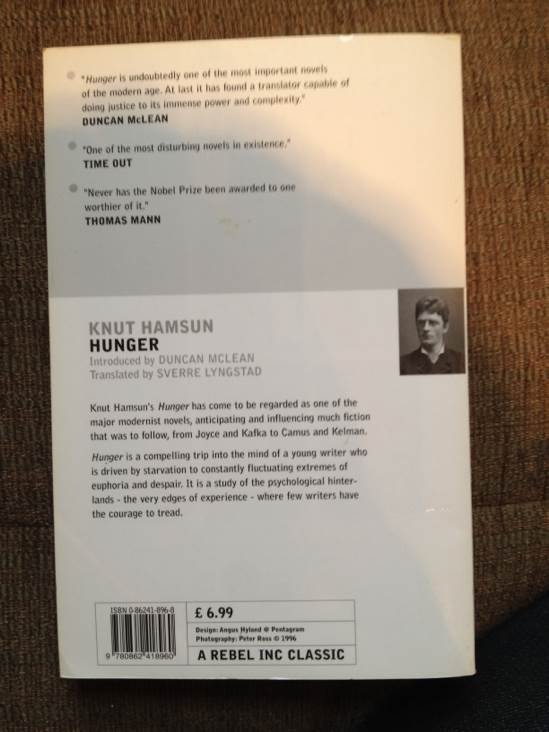 "Hunger is undoubtedly one of the most important novels
of the modern age. At last it has found a translator capable of
doing justice to its immense power and complexity."
DUNCAN McLEAN
"One of the most disturbing novels in existence."
TIME OUT
"Never has the Nobel Prize been awarded to one
worthier of it."
THOMAS MANN
KNUT HAMSUN
HUNGER
Introduced by DUNCAN MCLEAN
Translated by SVERRE LYNGSTAD
Knut Hamsun's Hunger has come to be regarded as one of the
major modernist novels, anticipating and influencing much fiction
that was to follow, from Joyce and Kafka to Camus and Kelman.
Hunger is a compelling trip into the mind of a young writer who
is driven by starvation to constantly fluctuating extremes of
euphoria and despair. It is a study of the psychological hinter-
lands - the very edges of experience - where few writers have
the courage to tread.
ISBN 0-86241-896-8
9 780862 418960
£ 6.99
Design: Angus Hyland @ Pentagram
Photography: Peter Ross © 1996
A REBEL INC CLASSIC